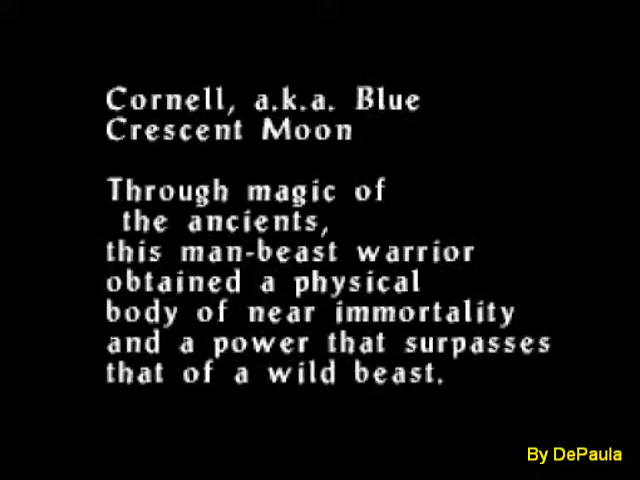 Cornell, a.k.a. Blue
Crescent Moon
Through magic of
the ancients,
this man-beast warrior
obtained a physical
body of near immortality
and a power that surpasses
that of a wild beast.
By DePaula